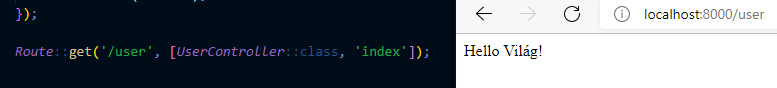 });
Route::get('/user', [UserController::class, 'index']);
localhost:8000/user
Hello Világ!